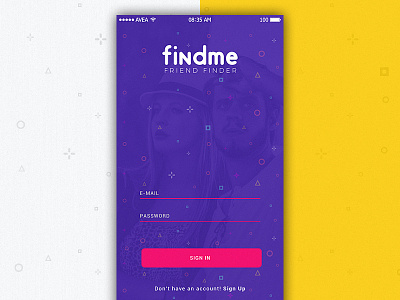 AVEA 08:35 AM 100
findme
FRIEND FINDER
E-MAIL
PASSWORD
SIGN IN
Don't have an account! Sign Up